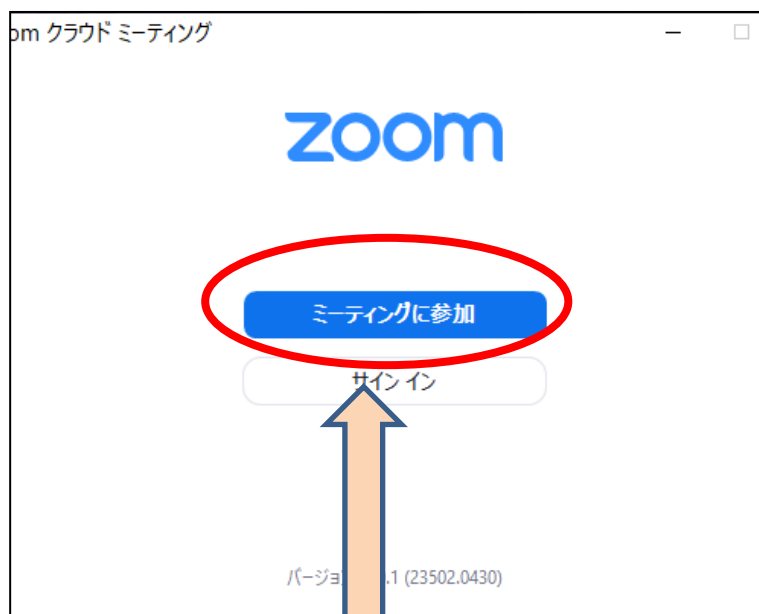 om クラウド ミーティング
zoom
ミーティングに参加
サイン イン
バージョ .1 (23502.0430)